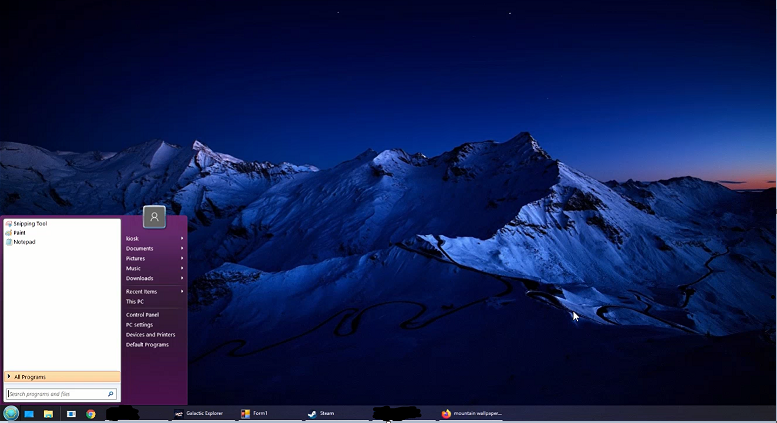 Snipping Tool
Paint
Notepad
All Programs
Search programs and files
kiosk
Documents
Pictures
Music
Downloads
Recent Items
This PC
Control Panel
PC settings
Devices and Printers
Default Programs
Galactic Explorer
Form1
Steam
mountain wallpaper...